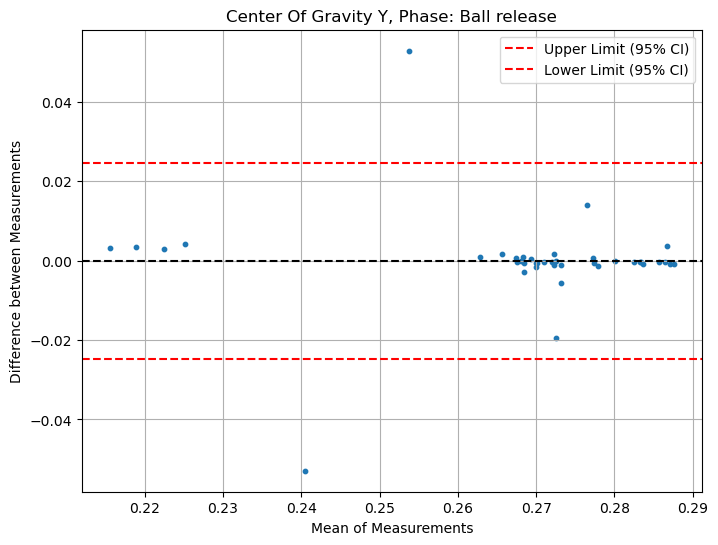 Center Of Gravity Y, Phase: Ball release
Upper Limit (95% CI)
Lower Limit (95% CI)
Difference between Measurements
0.04
0.02
0.00
−0.02
−0.04
0.22
0.23
0.24
0.25
0.26
0.27
0.28
0.29
Mean of Measurements